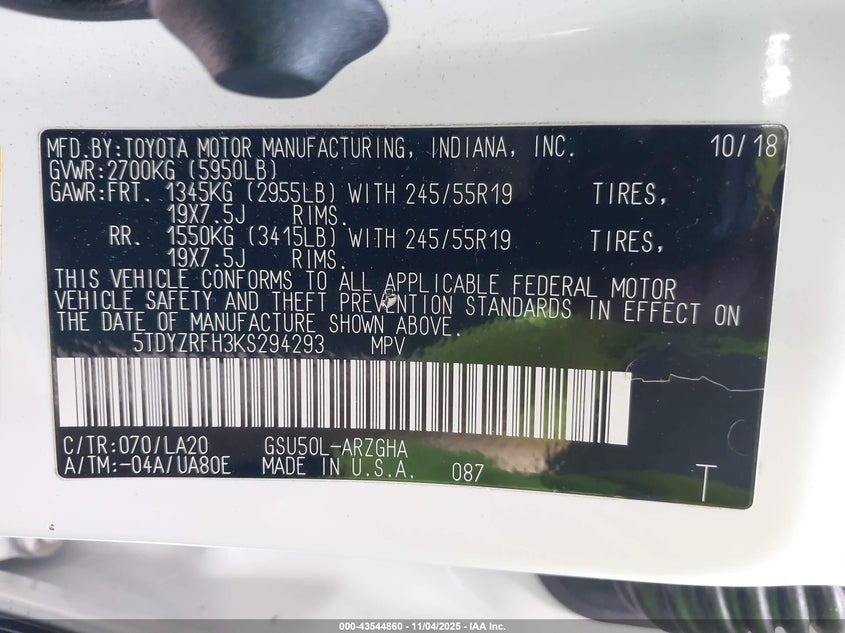 MFD.BY:TOYOTA MOTOR MANUFACTURING, INDIANA, INC. 10/18
GVWR:2700KG (5950LB)
GAWR:FRT. 1345KG (2955LB) WITH 245/55R19 TIRES,
19X7.5J RIMS.
RR. 1550KG (3415LB) WITH 245/55R19 TIRES,
19X7.5J RIMS.
THIS VEHICLE CONFORMS TO ALL APPLICABLE FEDERAL MOTOR
VEHICLE SAFETY AND THEFT PREVENTION STANDARDS IN EFFECT ON
THE DATE OF MANUFACTURE SHOWN ABOVE.
5TDYZRFH3KS294293 MPV
C/TR:070/LA20 GSU50L-ARZGHA
A/TM:-04A/UA80E MADE IN U.S.A. 087
T
000-43544860 - 11/04/2025 - IAA Inc.